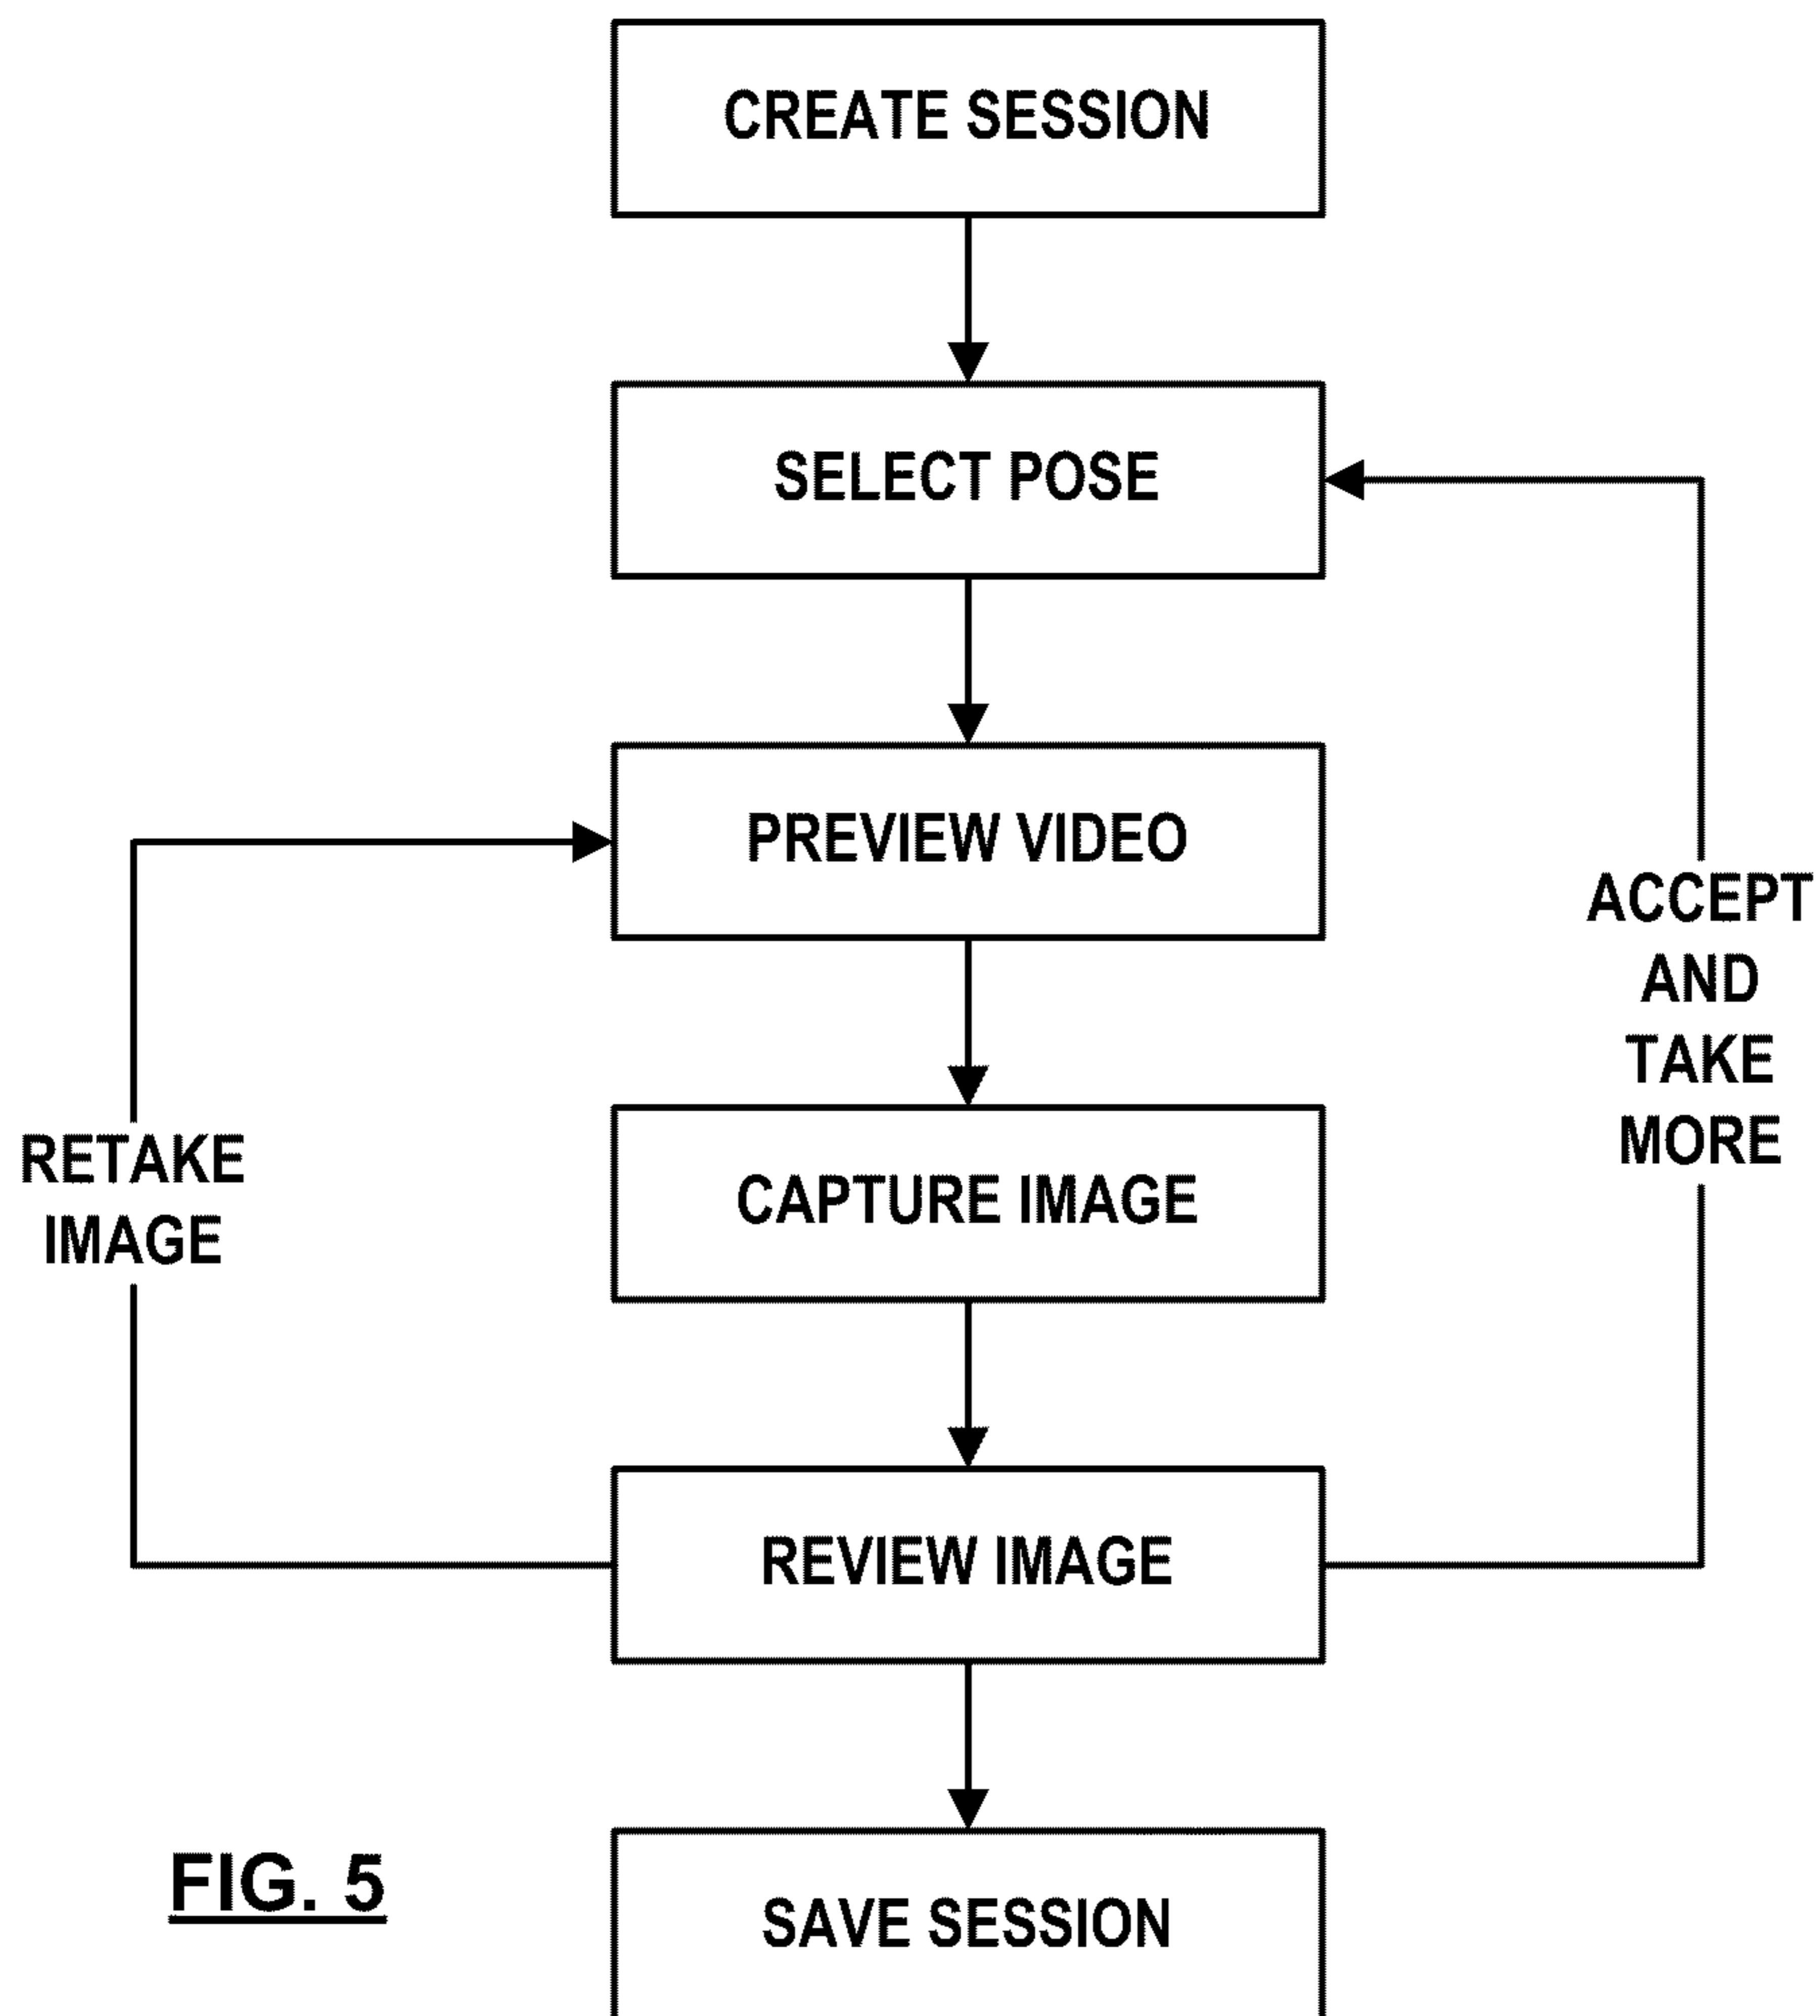 CREATE SESSION
SELECT POSE
PREVIEW VIDEO
ACCEPT
AND
TAKE
MORE
RETAKE
IMAGE
CAPTURE IMAGE
REVIEW IMAGE
FIG. 5
SAVE SESSION